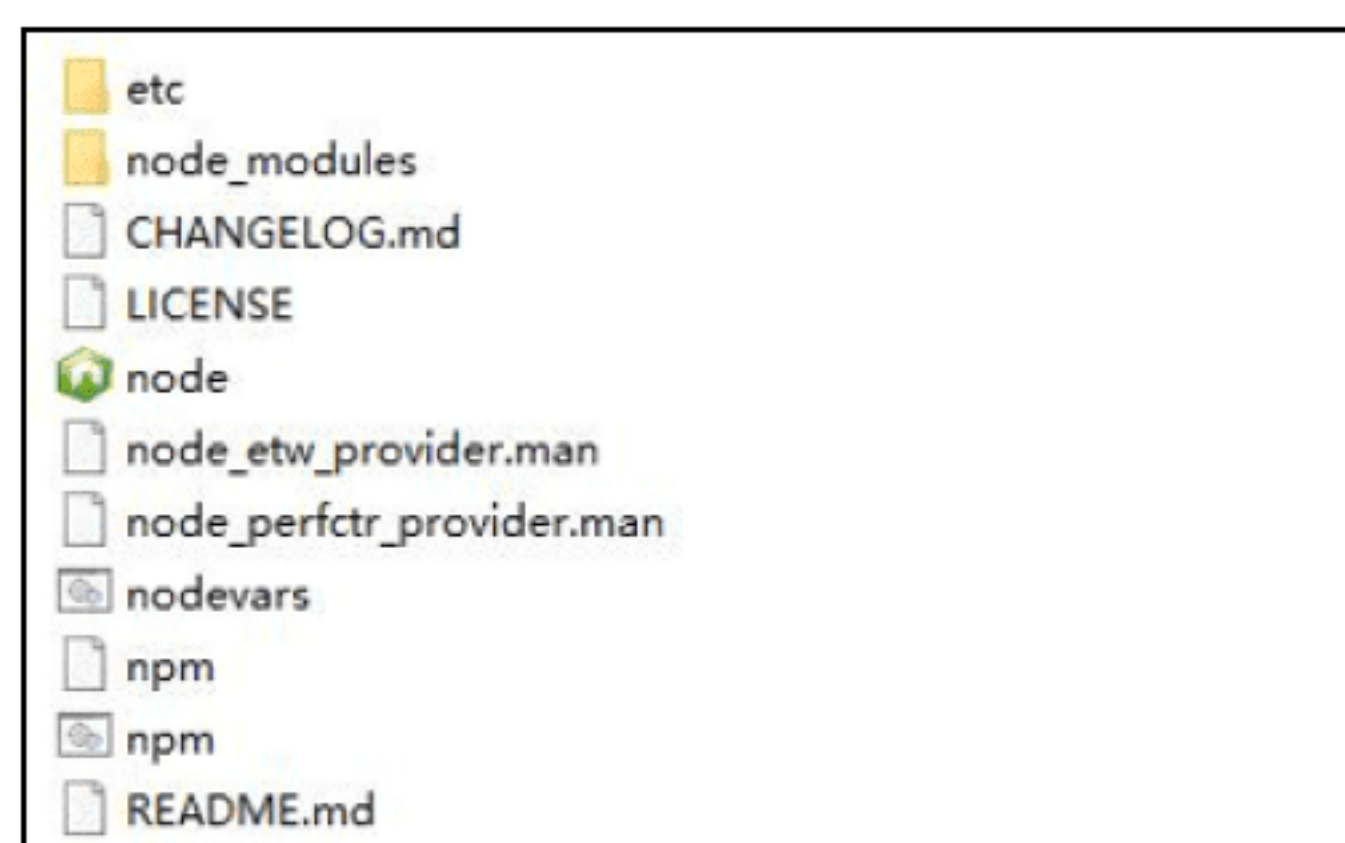 etc
node_modules
CHANGELOG.md
LICENSE
node
node_etw_provider.man
node_perfctr_provider.man
nodevars
npm
npm
README.md